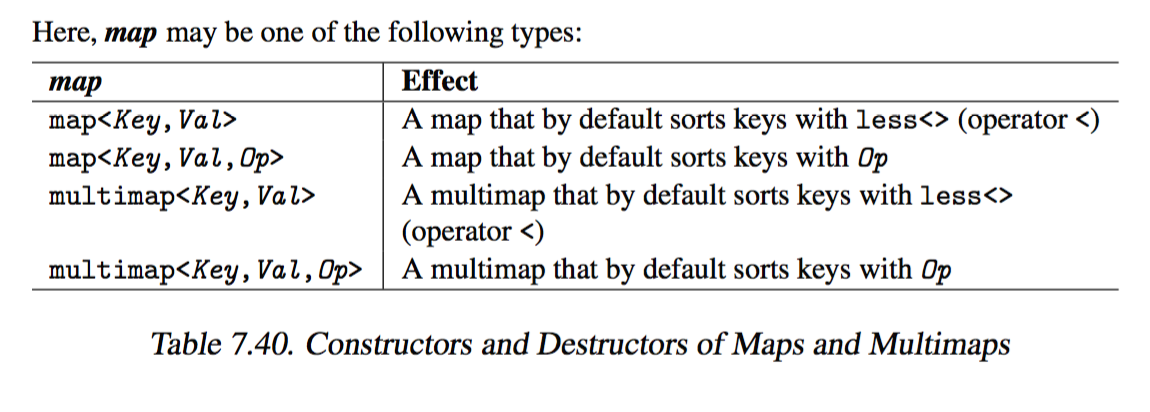 Here, map may be one of the following types:
map Effect
map<Key,Val> A map that by default sorts keys with less<> (operator <)
map<Key,Val,Op> A map that by default sorts keys with Op
multimap<Key,Val> A multimap that by default sorts keys with less<>
(operator <)
multimap<Key,Val,Op> A multimap that by default sorts keys with Op
Table 7.40. Constructors and Destructors of Maps and Multimaps